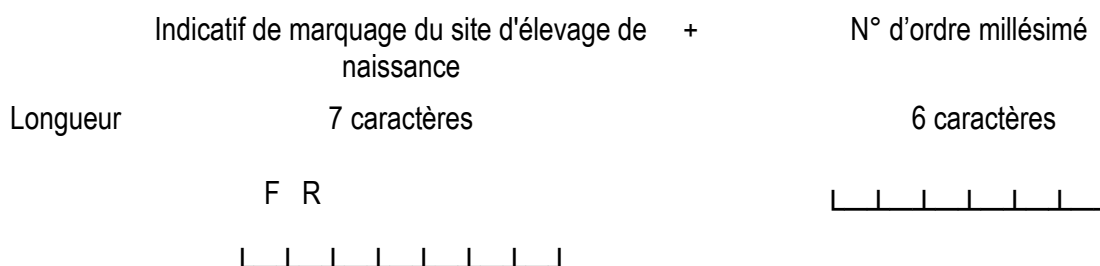 Indicatif de marquage du site d'élevage de + N° d’ordre millésimé
naissance
Longueur 7 caractères 6 caractères
F R